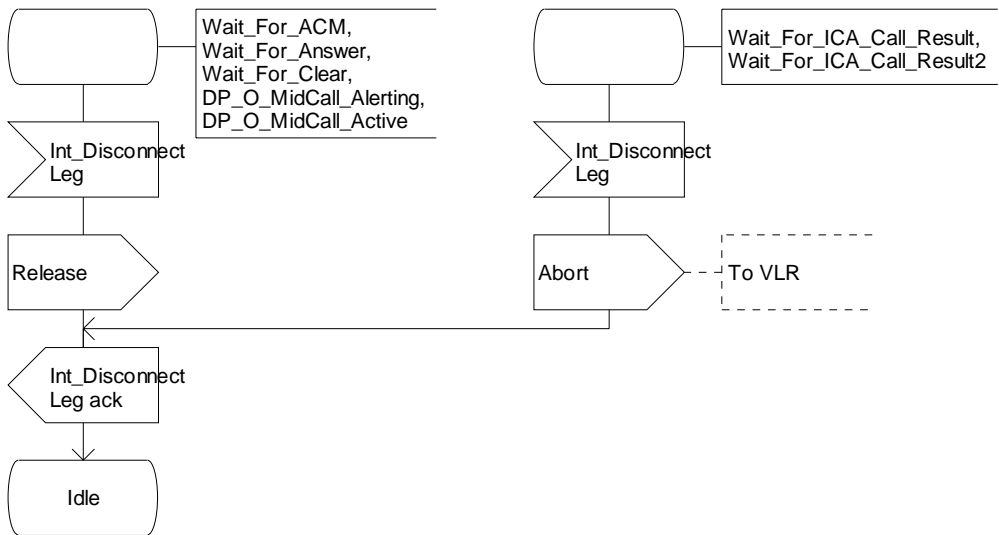 Wait_For_ACM,
Wait_For_Answer,
Wait_For_Clear,
DP_O_MidCall_Alerting,
DP_O_MidCall_Active
Int_Disconnect
Leg
Release
Int_Disconnect
Leg ack
Idle
Wait_For_ICA_Call_Result,
Wait_For_ICA_Call_Result2
Int_Disconnect
Leg
Abort
To VLR